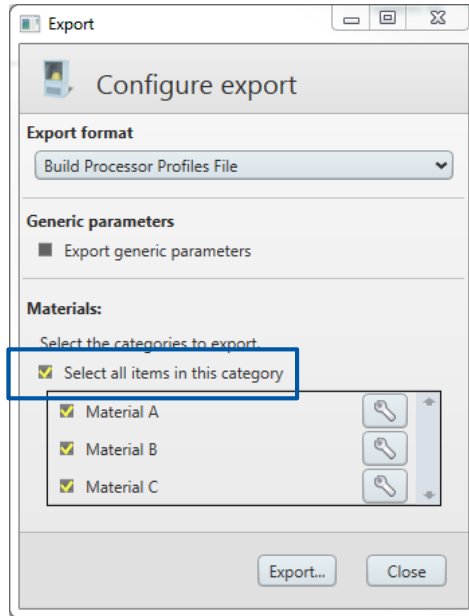 Export
Configure export
Export format
Build Processor Profiles File
Generic parameters
Export generic parameters
Materials:
Select the categories to export.
Select all items in this category
Material A
Material B
Material C
Export...
Close